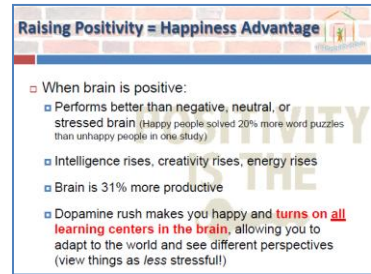 Raising Positivity = Happiness Advantage
When brain is positive:
Performs better than negative, neutral, or
stressed brain (Happy people solved 20% more word puzzles
than unhappy people in one study)
Intelligence rises, creativity rises, energy rises
Brain is 31% more productive
Dopamine rush makes you happy and turns on all
learning centers in the brain, allowing you to
adapt to the world and see different perspectives
(view things as less stressful!)
POSITIVITY
IS THE